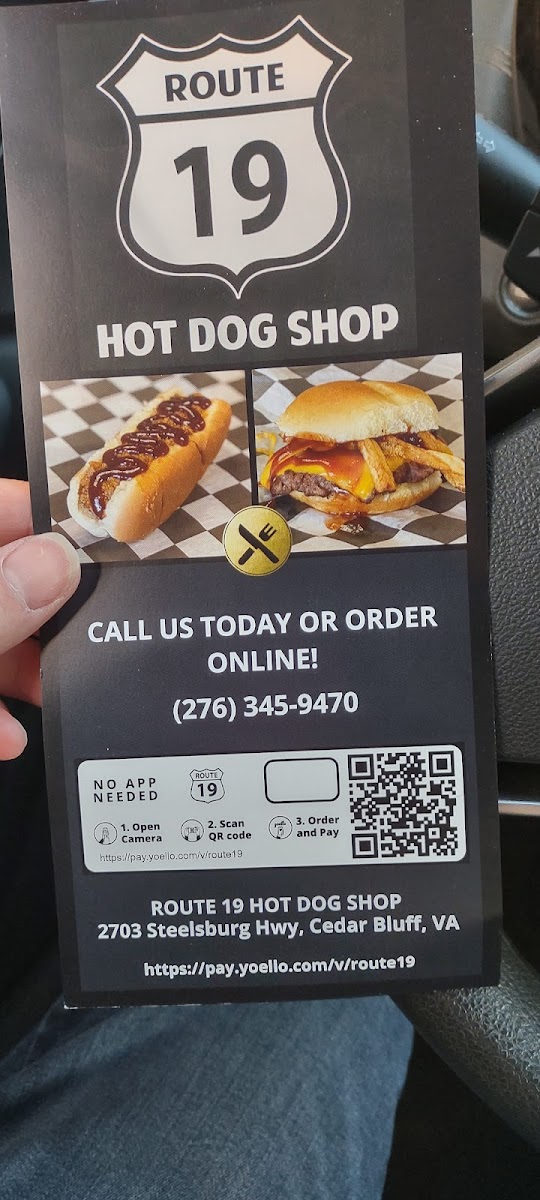 ROUTE
19
HOT DOG SHOP
CALL US TODAY OR ORDER
ONLINE!
(276) 345-9470
NO APP
NEEDED
ROUTE
19
1. Open
Camera
2. Scan
QR code
3. Order
and Pay
https://pay.yoello.com/v/route19
ROUTE 19 HOT DOG SHOP
2703 Steelsburg Hwy, Cedar Bluff, VA
https://pay.yoello.com/v/route19